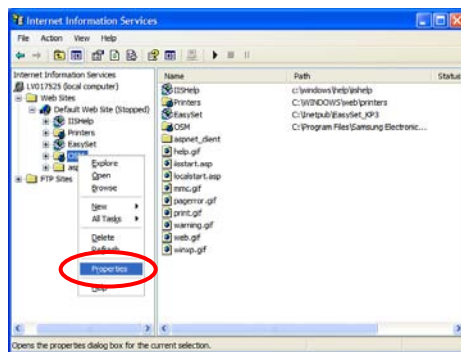 Internet Information Services
File Action View Help
Internet Information Services
LV017525 (local computer)
Web Sites
Default Web Site (Stopped)
IISHelp
Printers
EasySet
OSM
FTP Sites
Explore
Open
Browse
New
All Tasks
Delete
Refresh
Properties
Help
Name Path Status
IISHelp c:\windows\help\iishelp
Printers C:\WINDOWS\web\printers
EasySet C:\Inetpub\EasySet_KP3
OSM C:\Program Files\Samsung Electronic...
aspnet_client
help.gif
iisstart.asp
localstart.asp
mmc.gif
pagerror.gif
print.gif
warning.gif
web.gif
winxp.gif
Opens the properties dialog box for the current selection.